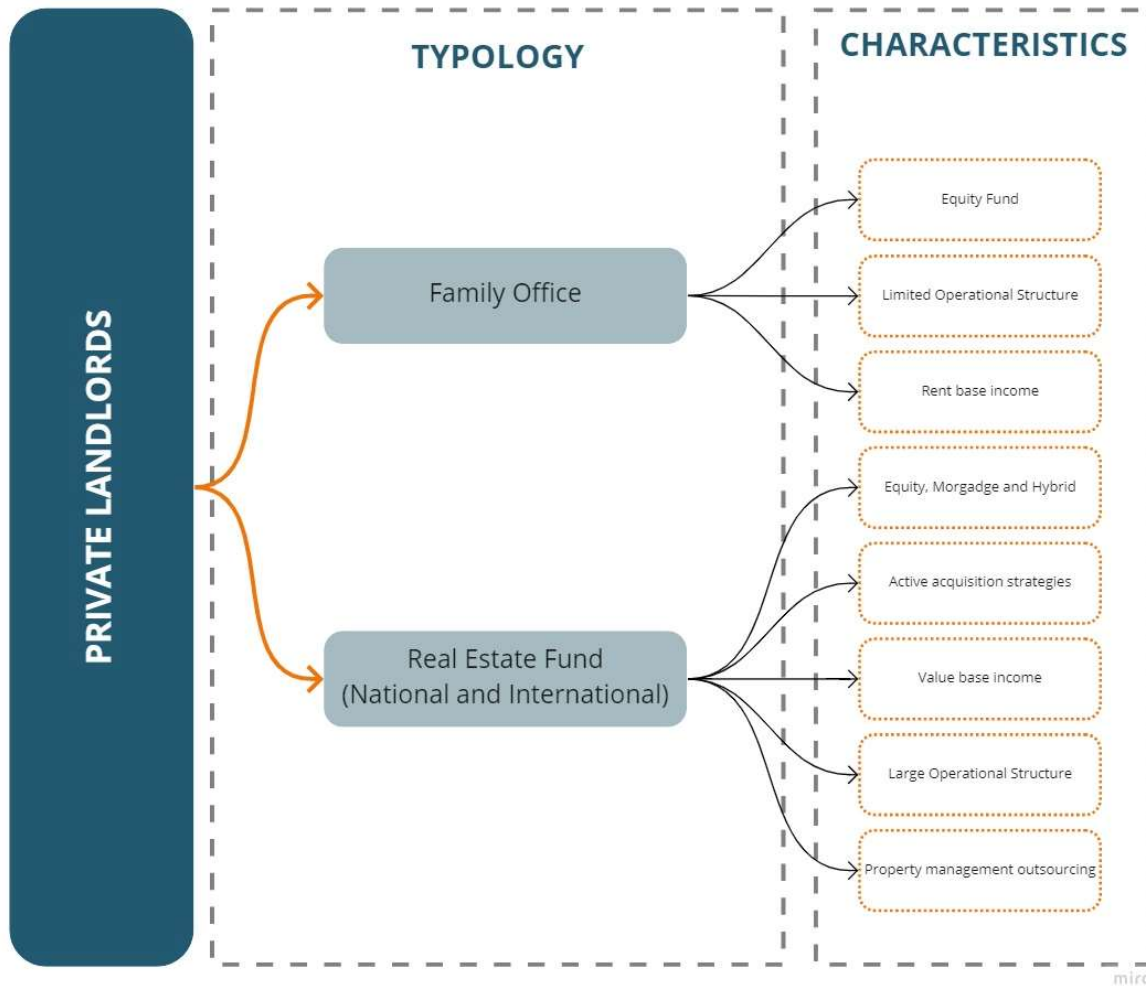 PRIVATE LANDLORDS
TYPOLOGY
Family Office
Real Estate Fund
(National and International)
CHARACTERISTICS
Equity Fund
Limited Operational Structure
Rent base income
Equity, Morgadge and Hybrid
Active acquisition strategies
Value base income
Large Operational Structure
Property management outsourcing